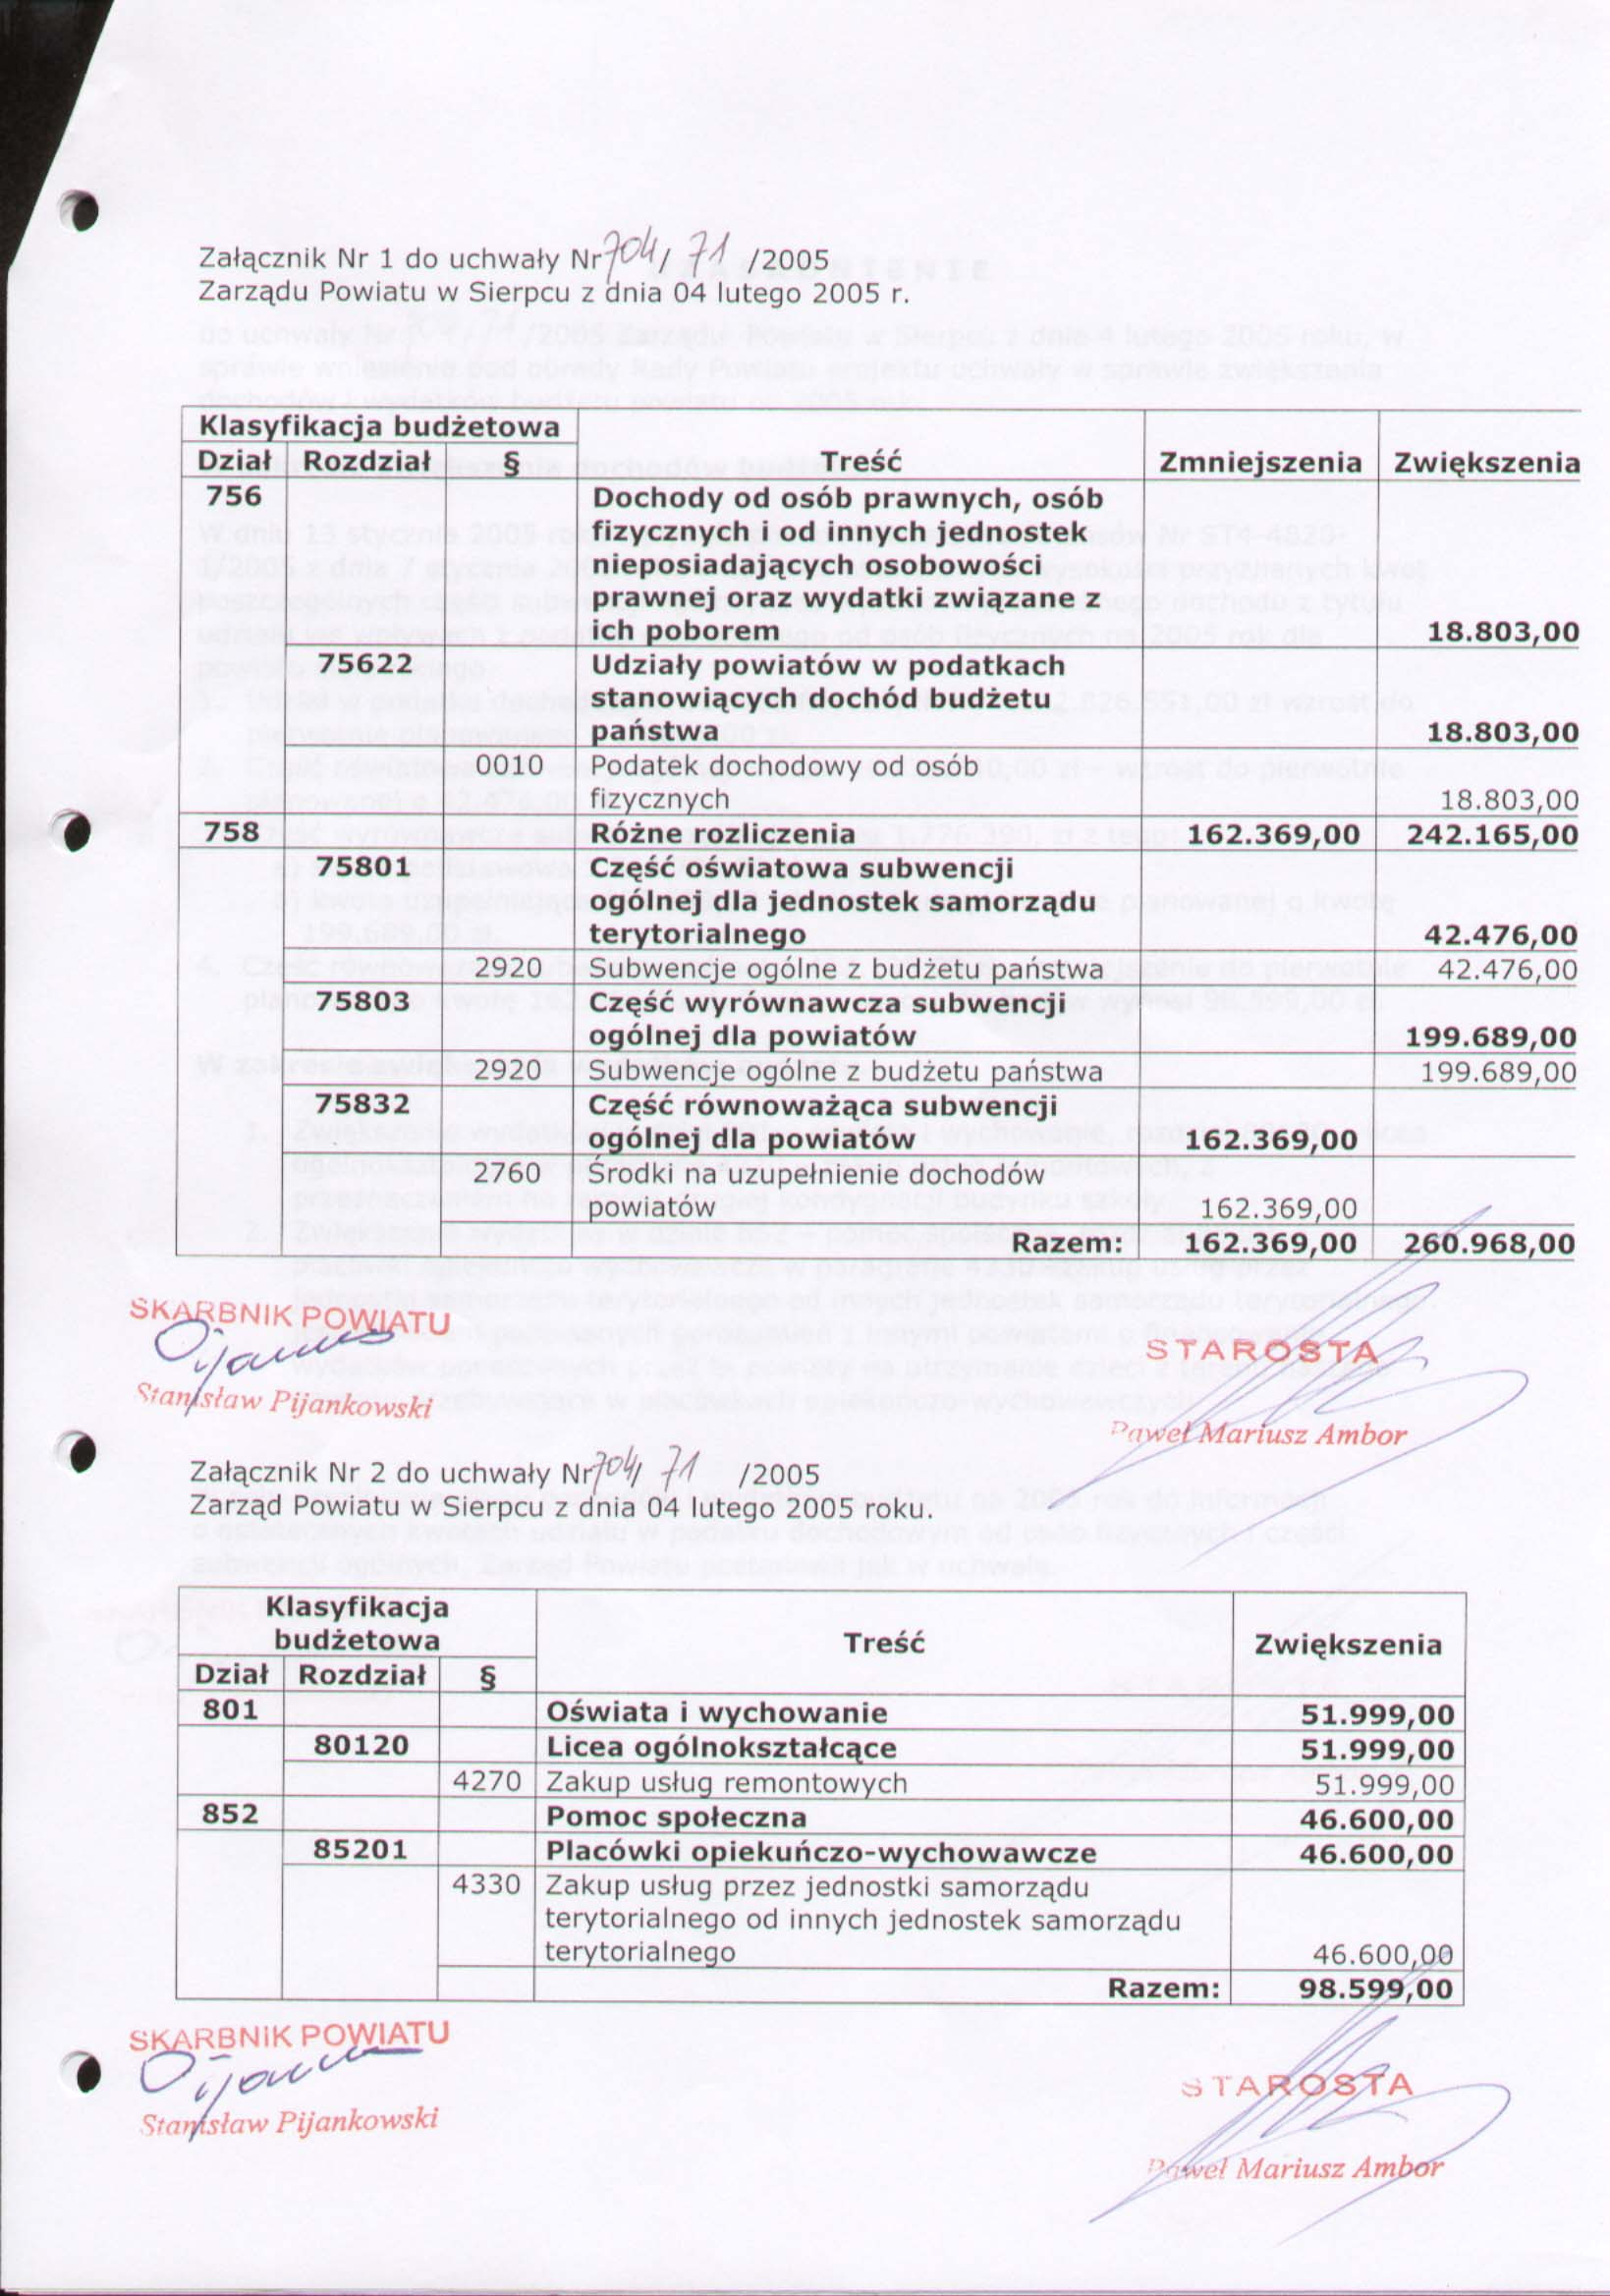 Załącznik Nr 1 do uchwały Nr 704/ 71 /2005
Zarządu Powiatu w Sierpcu z dnia 04 lutego 2005 r.
Klasyfikacja budżetowa
Dział Rozdział § Treść Zmniejszenia Zwiększenia
756 Dochody od osób prawnych, osób
fizycznych i od innych jednostek
nieposiadających osobowości
prawnej oraz wydatki związane z
ich poborem 18.803,00
75622 Udziały powiatów w podatkach
stanowiących dochód budżetu
państwa 18.803,00
0010 Podatek dochodowy od osób
fizycznych 18.803,00
758 Różne rozliczenia 162.369,00 242.165,00
75801 Część oświatowa subwencji
ogólnej dla jednostek samorządu
terytorialnego 42.476,00
2920 Subwencje ogólne z budżetu państwa 42.476,00
75803 Część wyrównawcza subwencji
ogólnej dla powiatów 199.689,00
2920 Subwencje ogólne z budżetu państwa 199.689,00
75832 Część równoważąca subwencji
ogólnej dla powiatów 162.369,00
2760 Środki na uzupełnienie dochodów
powiatów 162.369,00
Razem: 162.369,00 260.968,00
SKARBNIK POWIATU
Stanisław Pijankowski
STAROSTA
Paweł Mariusz Ambor
Załącznik Nr 2 do uchwały Nr 704/ 71 /2005
Zarząd Powiatu w Sierpcu z dnia 04 lutego 2005 roku.
Klasyfikacja
budżetowa Treść Zwiększenia
Dział Rozdział §
801 Oświata i wychowanie 51.999,00
80120 Licea ogólnokształcące 51.999,00
4270 Zakup usług remontowych 51.999,00
852 Pomoc społeczna 46.600,00
85201 Placówki opiekuńczo-wychowawcze 46.600,00
4330 Zakup usług przez jednostki samorządu
terytorialnego od innych jednostek samorządu
terytorialnego 46.600,00
Razem: 98.599,00
SKARBNIK POWIATU
Stanisław Pijankowski
STAROSTA
Paweł Mariusz Ambor